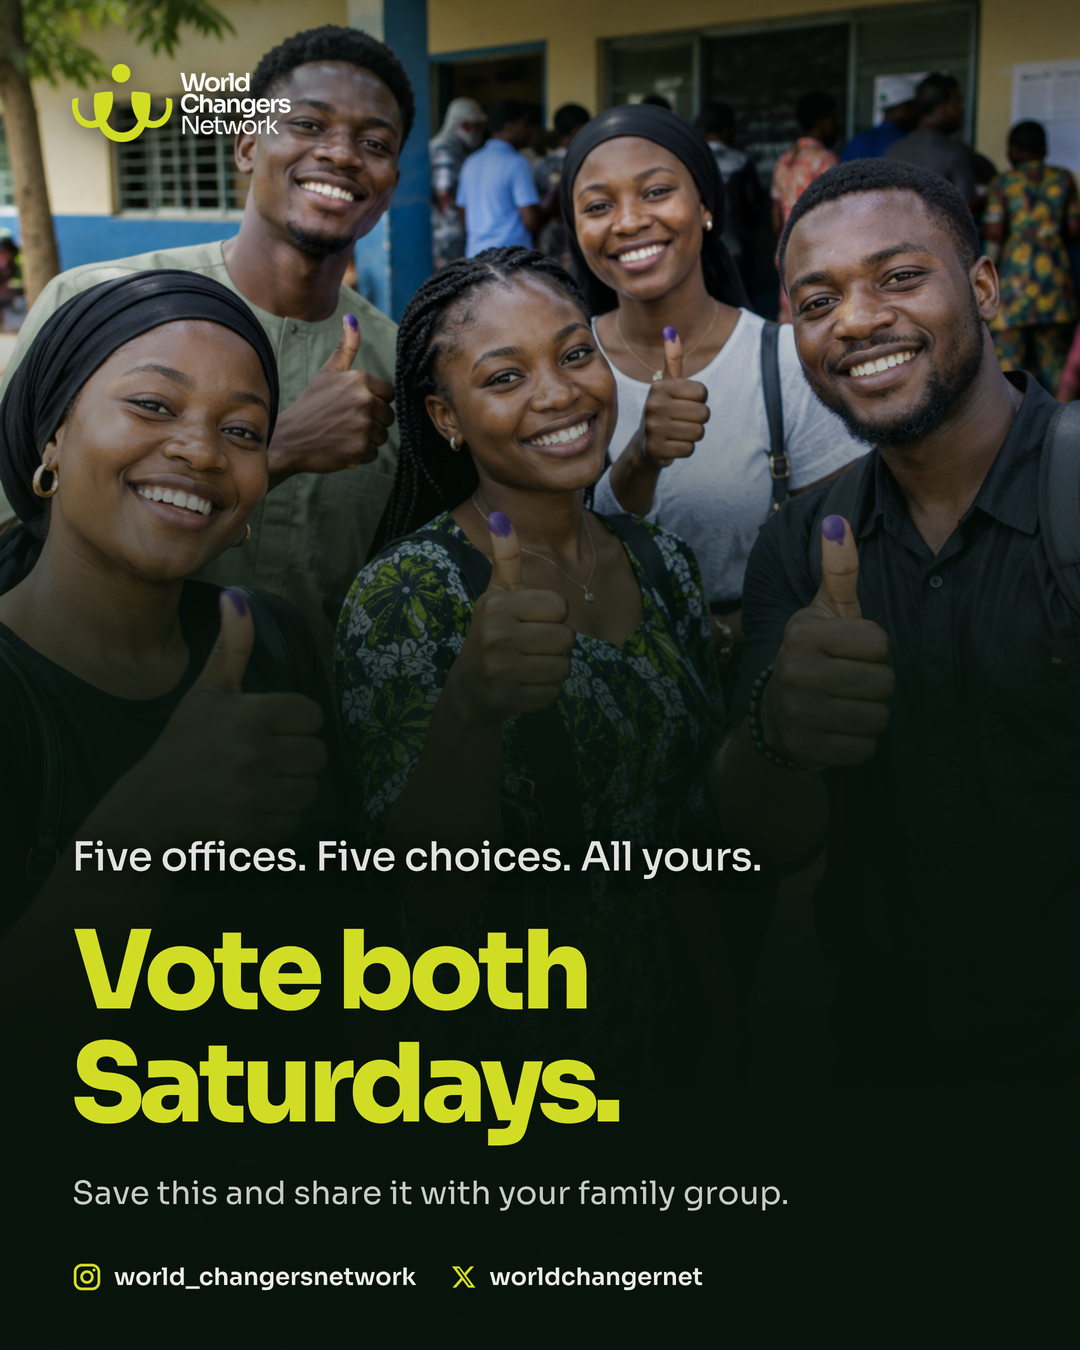 World
Changers
Network
Five offices. Five choices. All yours.
Vote both
Saturdays.
Save this and share it with your family group.
world_changersnetwork
worldchangernet